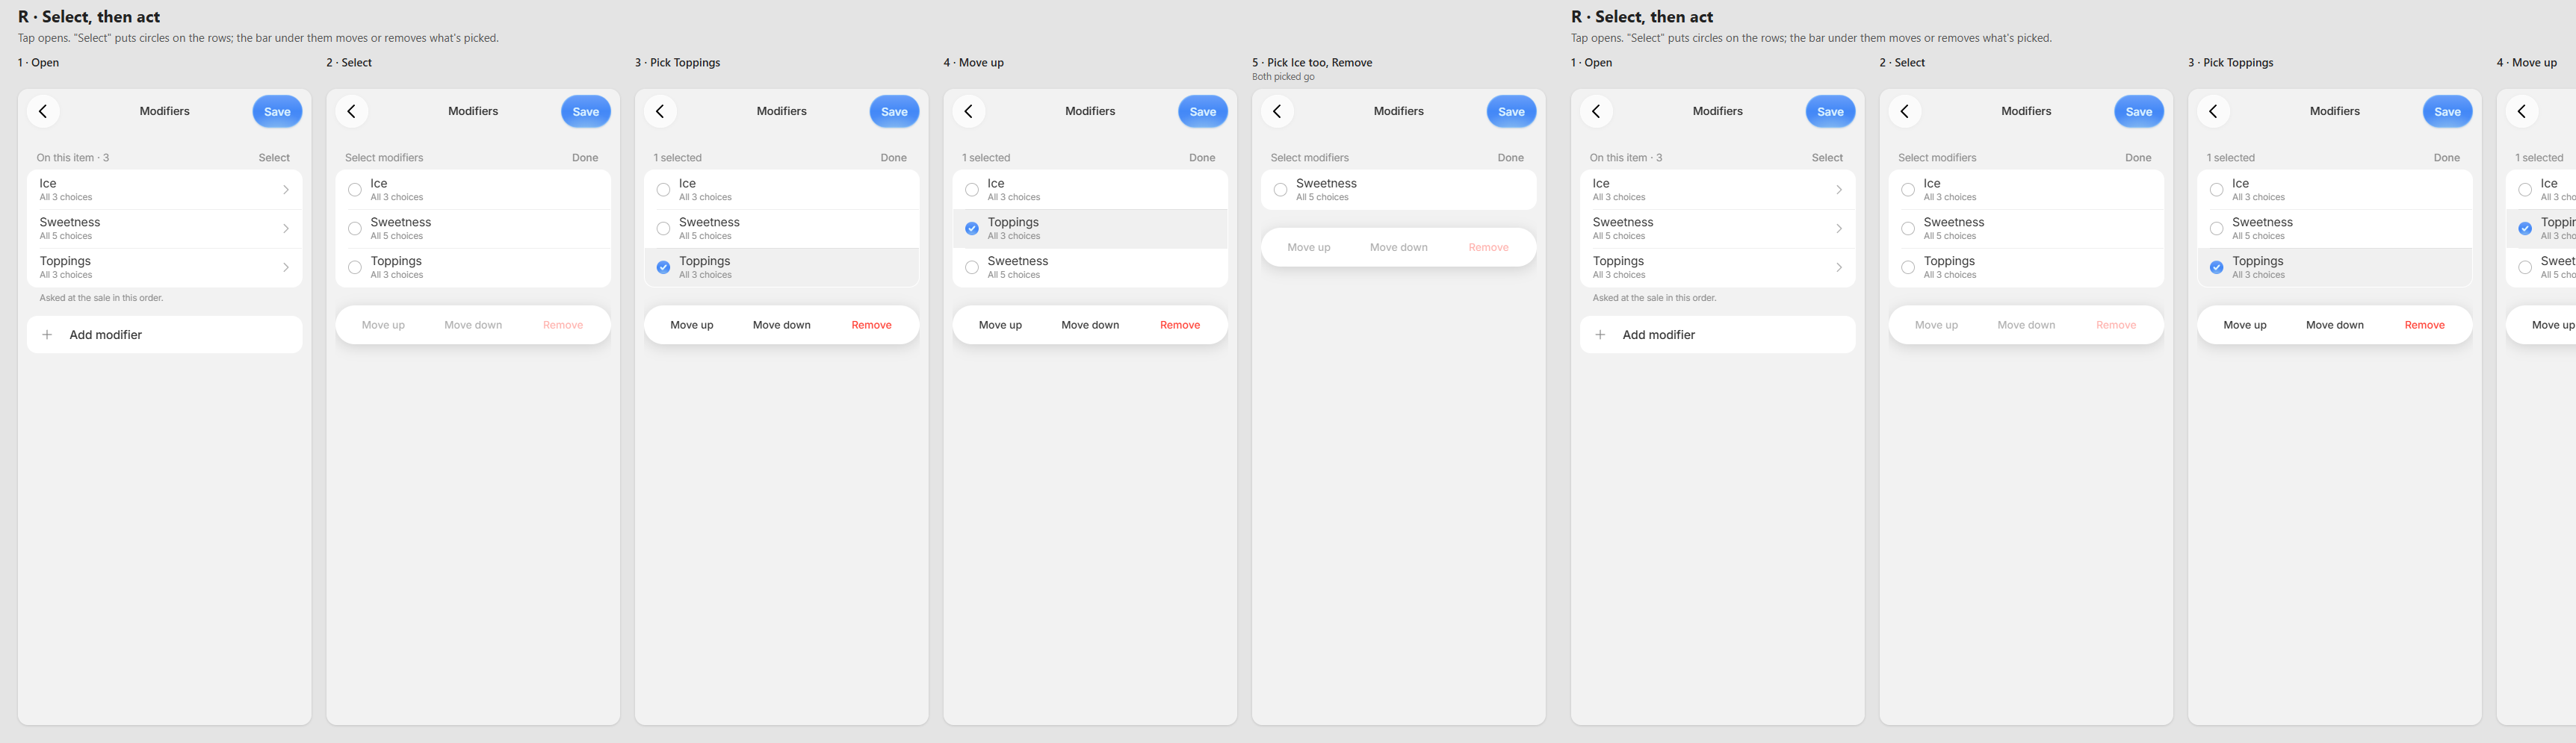 R · Select, then act
Tap opens. "Select" puts circles on the rows; the bar under them moves or removes what's picked.
1 · Open
Modifiers
Save
On this item · 3
Select
Ice
All 3 choices
Sweetness
All 5 choices
Toppings
All 3 choices
Asked at the sale in this order.
Add modifier
2 · Select
Modifiers
Save
Select modifiers
Done
Ice
All 3 choices
Sweetness
All 5 choices
Toppings
All 3 choices
Move up
Move down
Remove
3 · Pick Toppings
Modifiers
Save
1 selected
Done
Ice
All 3 choices
Sweetness
All 5 choices
Toppings
All 3 choices
Move up
Move down
Remove
4 · Move up
Modifiers
Save
1 selected
Done
Ice
All 3 choices
Toppings
All 3 choices
Sweetness
All 5 choices
Move up
Move down
Remove
5 · Pick Ice too, Remove
Both picked go
Modifiers
Save
Select modifiers
Done
Sweetness
All 5 choices
Move up
Move down
Remove
R · Select, then act
Tap opens. "Select" puts circles on the rows; the bar under them moves or removes what's picked.
1 · Open
Modifiers
Save
On this item · 3
Select
Ice
All 3 choices
Sweetness
All 5 choices
Toppings
All 3 choices
Asked at the sale in this order.
Add modifier
2 · Select
Modifiers
Save
Select modifiers
Done
Ice
All 3 choices
Sweetness
All 5 choices
Toppings
All 3 choices
Move up
Move down
Remove
3 · Pick Toppings
Modifiers
Save
1 selected
Done
Ice
All 3 choices
Sweetness
All 5 choices
Toppings
All 3 choices
Move up
Move down
Remove
4 · Move up
1 selected
Ice
All 3
All 3
All 5
Move up